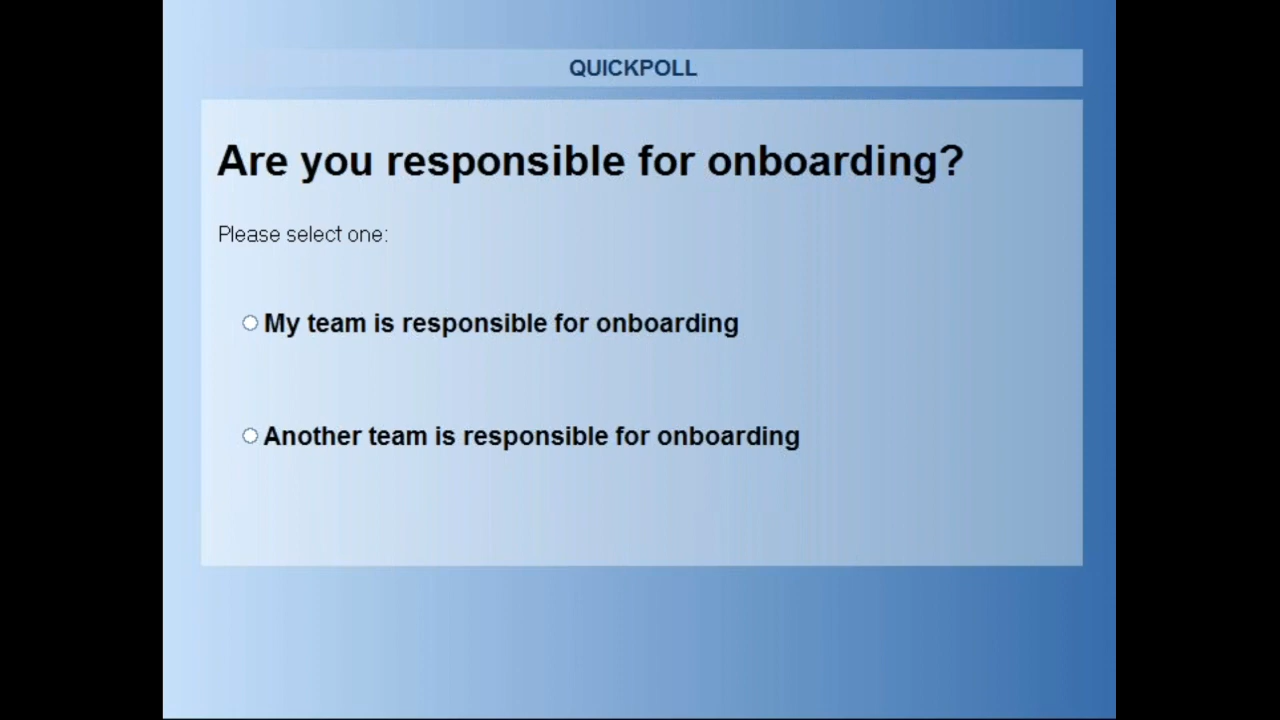 QUICKPOLL
Are you responsible for onboarding?
Please select one:
My team is responsible for onboarding
Another team is responsible for onboarding